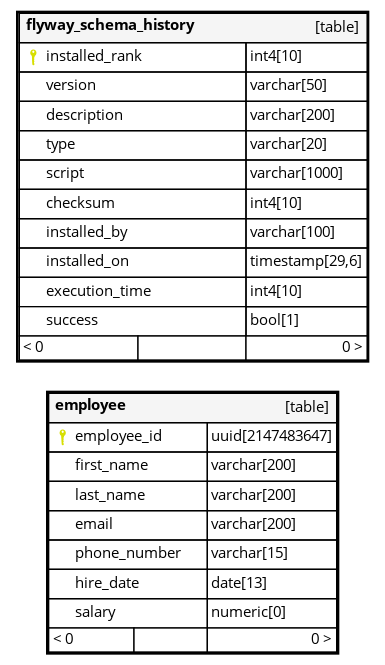 flyway_schema_history [table]
installed_rank int4[10]
version varchar[50]
description varchar[200]
type varchar[20]
script varchar[1000]
checksum int4[10]
installed_by varchar[100]
installed_on timestamp[29,6]
execution_time int4[10]
success bool[1]
< 0 0 >
employee [table]
employee_id uuid[2147483647]
first_name varchar[200]
last_name varchar[200]
email varchar[200]
phone_number varchar[15]
hire_date date[13]
salary numeric[0]
< 0 0 >